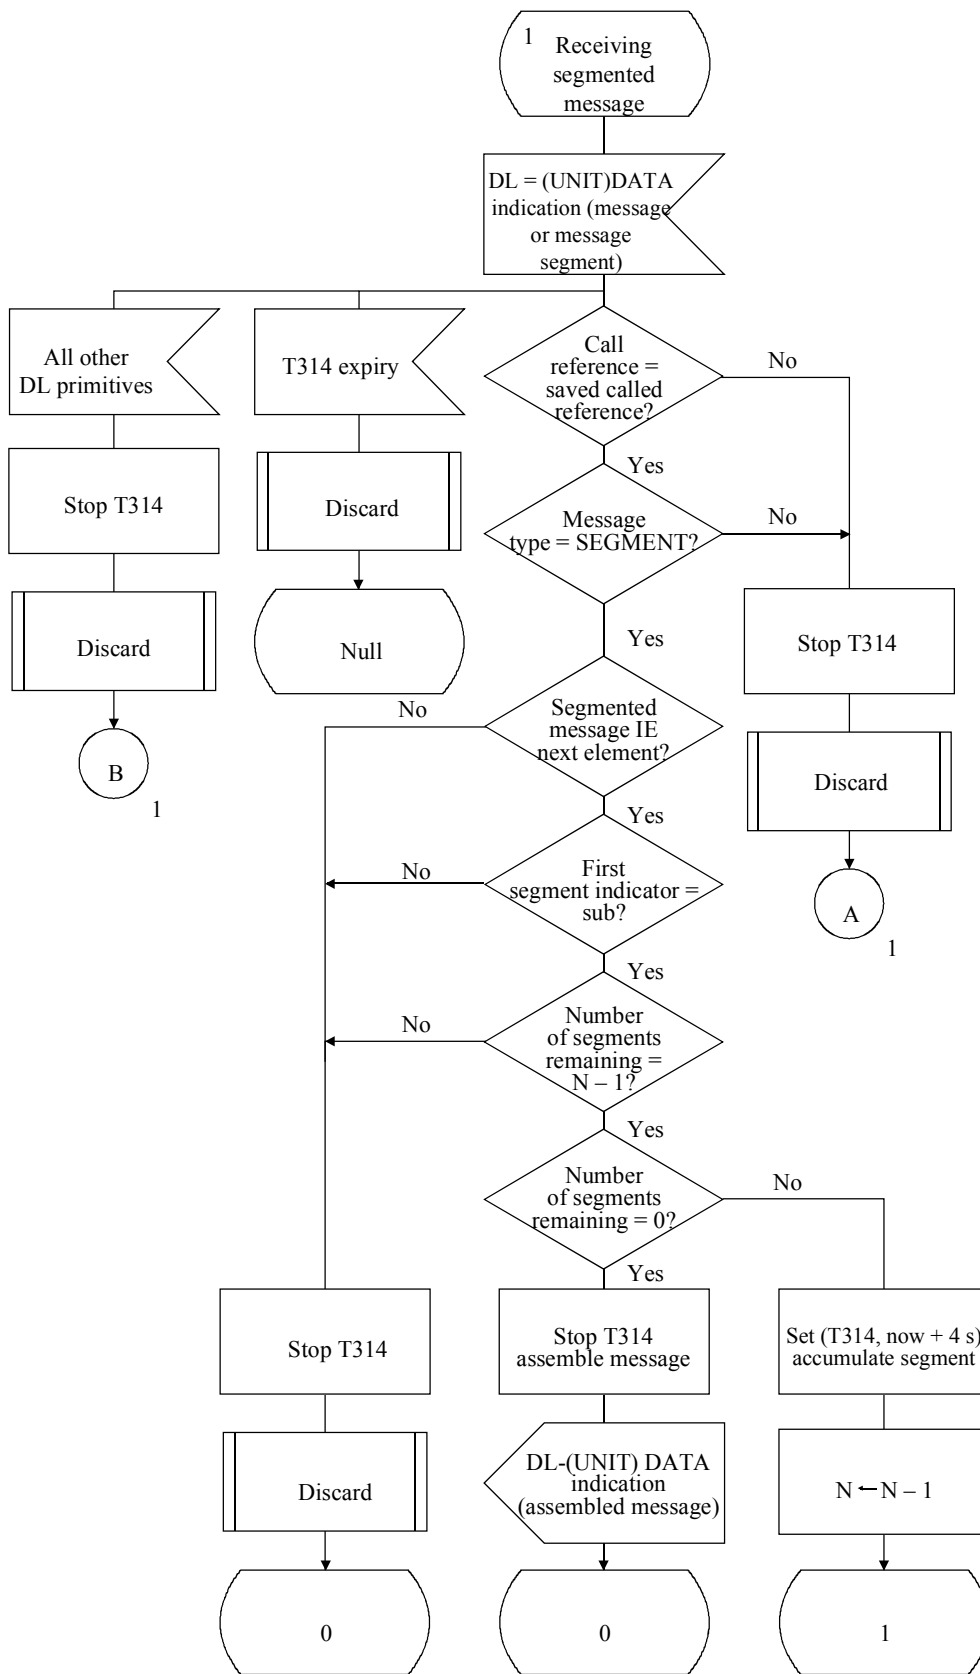 1
Receiving
segmented
message
DL = (UNIT)DATA
indication (message
or message
segment)
All other
DL primitives
T314 expiry
Call
reference =
saved called
reference?
No
Yes
Stop T314
Discard
Message
type = SEGMENT?
No
Yes
Discard
Null
Stop T314
B
1
Segmented
message IE
next element?
No
Yes
Discard
A
1
First
segment indicator =
sub?
No
Yes
Number
of segments
remaining =
N – 1?
No
Yes
Number
of segments
remaining = 0?
No
Yes
Stop T314
Stop T314
assemble message
Set (T314, now + 4 s)
accumulate segment
Discard
DL-(UNIT) DATA
indication
(assembled message)
N ← N – 1
0
0
1